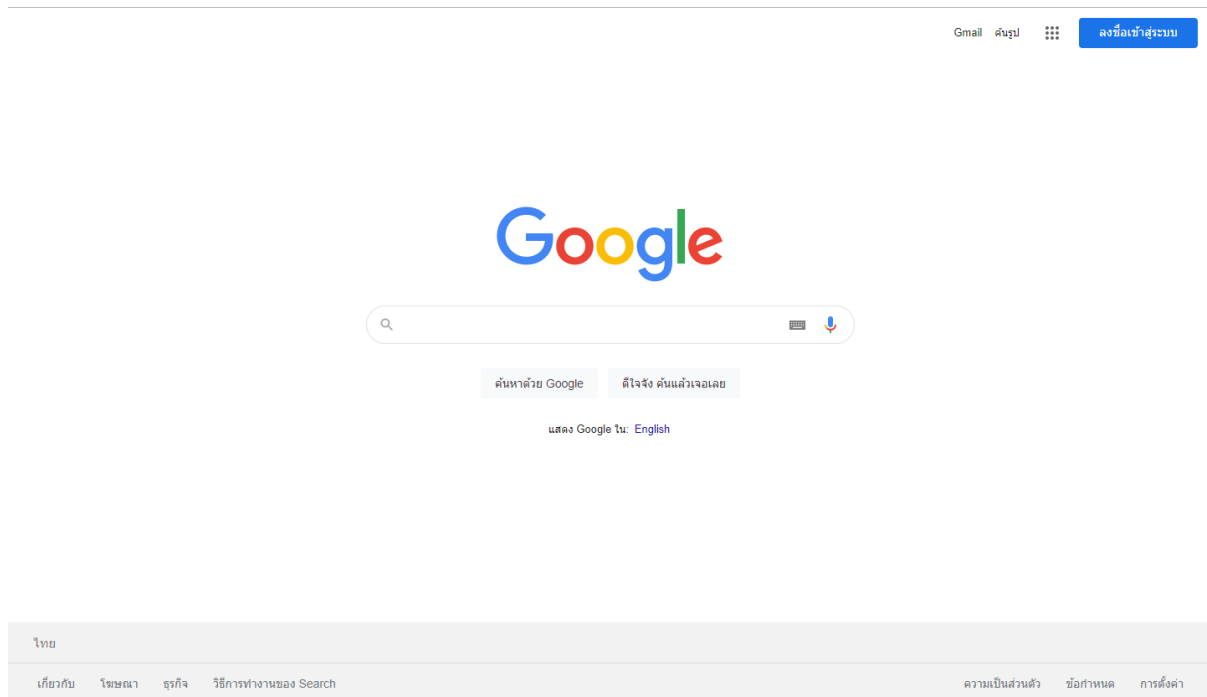 Gmail ค้นรูป ลงชื่อเข้าสู่ระบบ
Google
ค้นหาด้วย Google ดีใจจัง ค้นแล้วเจอเลย
แสดง Google ใน: English
ไทย
เกี่ยวกับ โฆษณา ธุรกิจ วิธีการทำงานของ Search ความเป็นส่วนตัว ข้อกำหนด การตั้งค่า